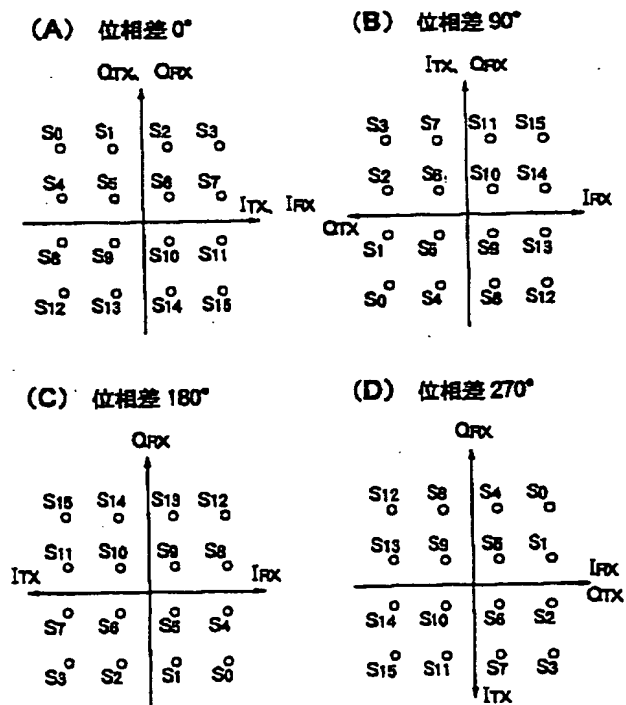 (A) 位相差 0°
QTX、QRX
S0 S1 S2 S3
S4 S5 S6 S7
ITX、IRX
S8 S9 S10 S11
S12 S13 S14 S15
(B) 位相差 90°
ITX、QRX
S3 S7 S11 S15
S2 S6 S10 S14
IRX
QTX
S1 S5 S9 S13
S0 S4 S8 S12
(C) 位相差 180°
QRX
S15 S14 S13 S12
S11 S10 S9 S8
ITX IRX
S7 S6 S5 S4
S3 S2 S1 S0
(D) 位相差 270°
QRX
S12 S8 S4 S0
S13 S9 S5 S1
IRX
QTX
S14 S10 S6 S2
S15 S11 S7 S3
ITX